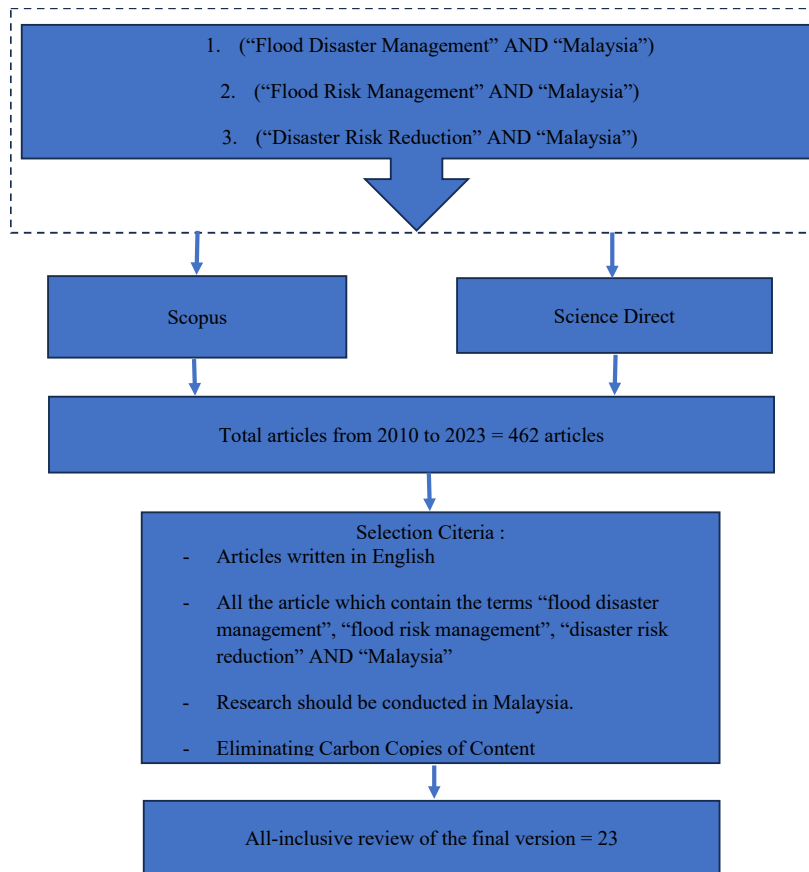 1. (“Flood Disaster Management” AND “Malaysia”)
2. (“Flood Risk Management” AND “Malaysia”)
3. (“Disaster Risk Reduction” AND “Malaysia”)
Scopus
Science Direct
Total articles from 2010 to 2023 = 462 articles
Selection Citeria :
- Articles written in English
- All the article which contain the terms “flood disaster
management”, “flood risk management”, “disaster risk
reduction” AND “Malaysia”
- Research should be conducted in Malaysia.
- Eliminating Carbon Copies of Content
All-inclusive review of the final version = 23